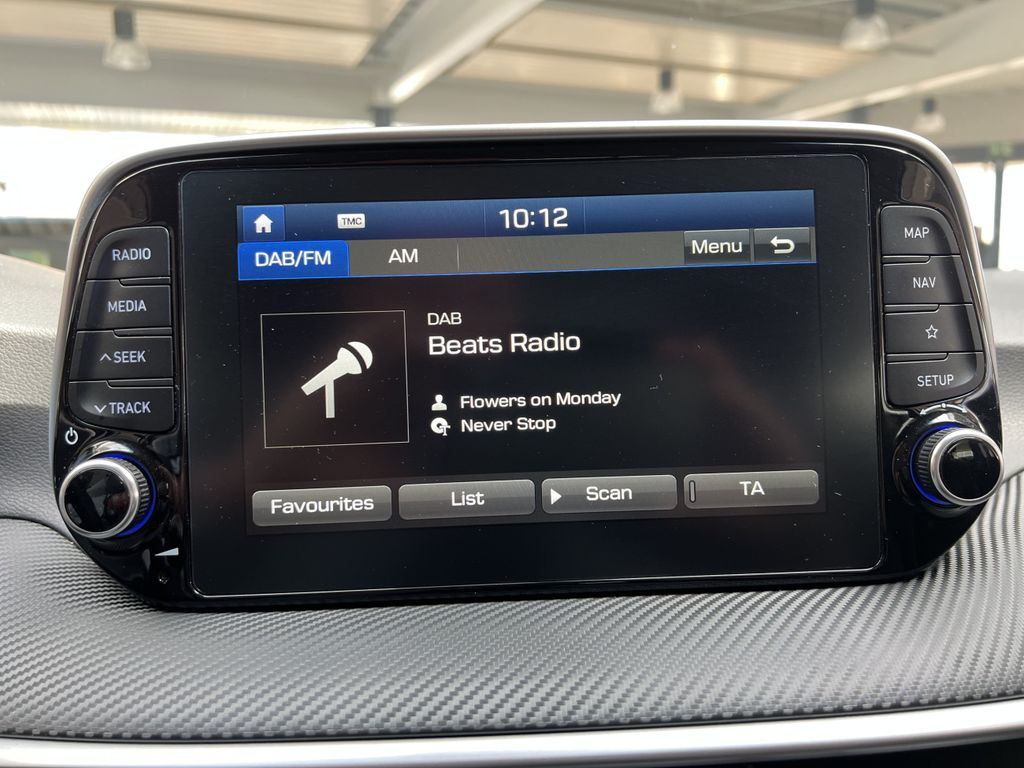 RADIO
MEDIA
SEEK
TRACK
TMC
10:12
DAB/FM
AM
Menu
DAB
Beats Radio
Flowers on Monday
Never Stop
Favourites
List
Scan
TA
MAP
NAV
SETUP